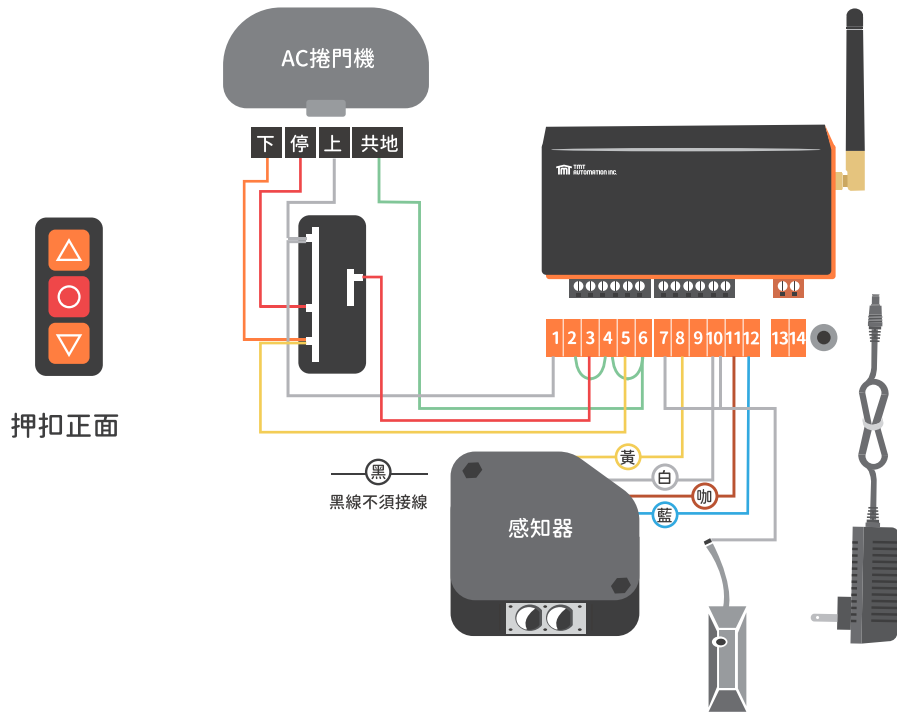 AC捲門機
下 停 上 共地
TMT
AUTOMATION INC.
1 2 3 4 5 6 7 8 9 10 11 12 13 14
押扣正面
黑
黑線不須接線
黃
白
咖
藍
感知器